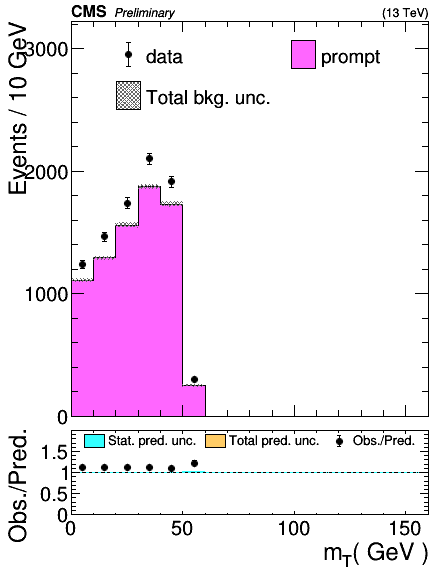 CMS Preliminary (13 TeV)
Events / 10 GeV
3000
2000
1000
0
data
prompt
Total bkg. unc.
Obs./Pred.
1.5
1
0.5
0
Stat. pred. unc.
Total pred. unc.
Obs./Pred.
0 50 100 150
m_T( GeV )